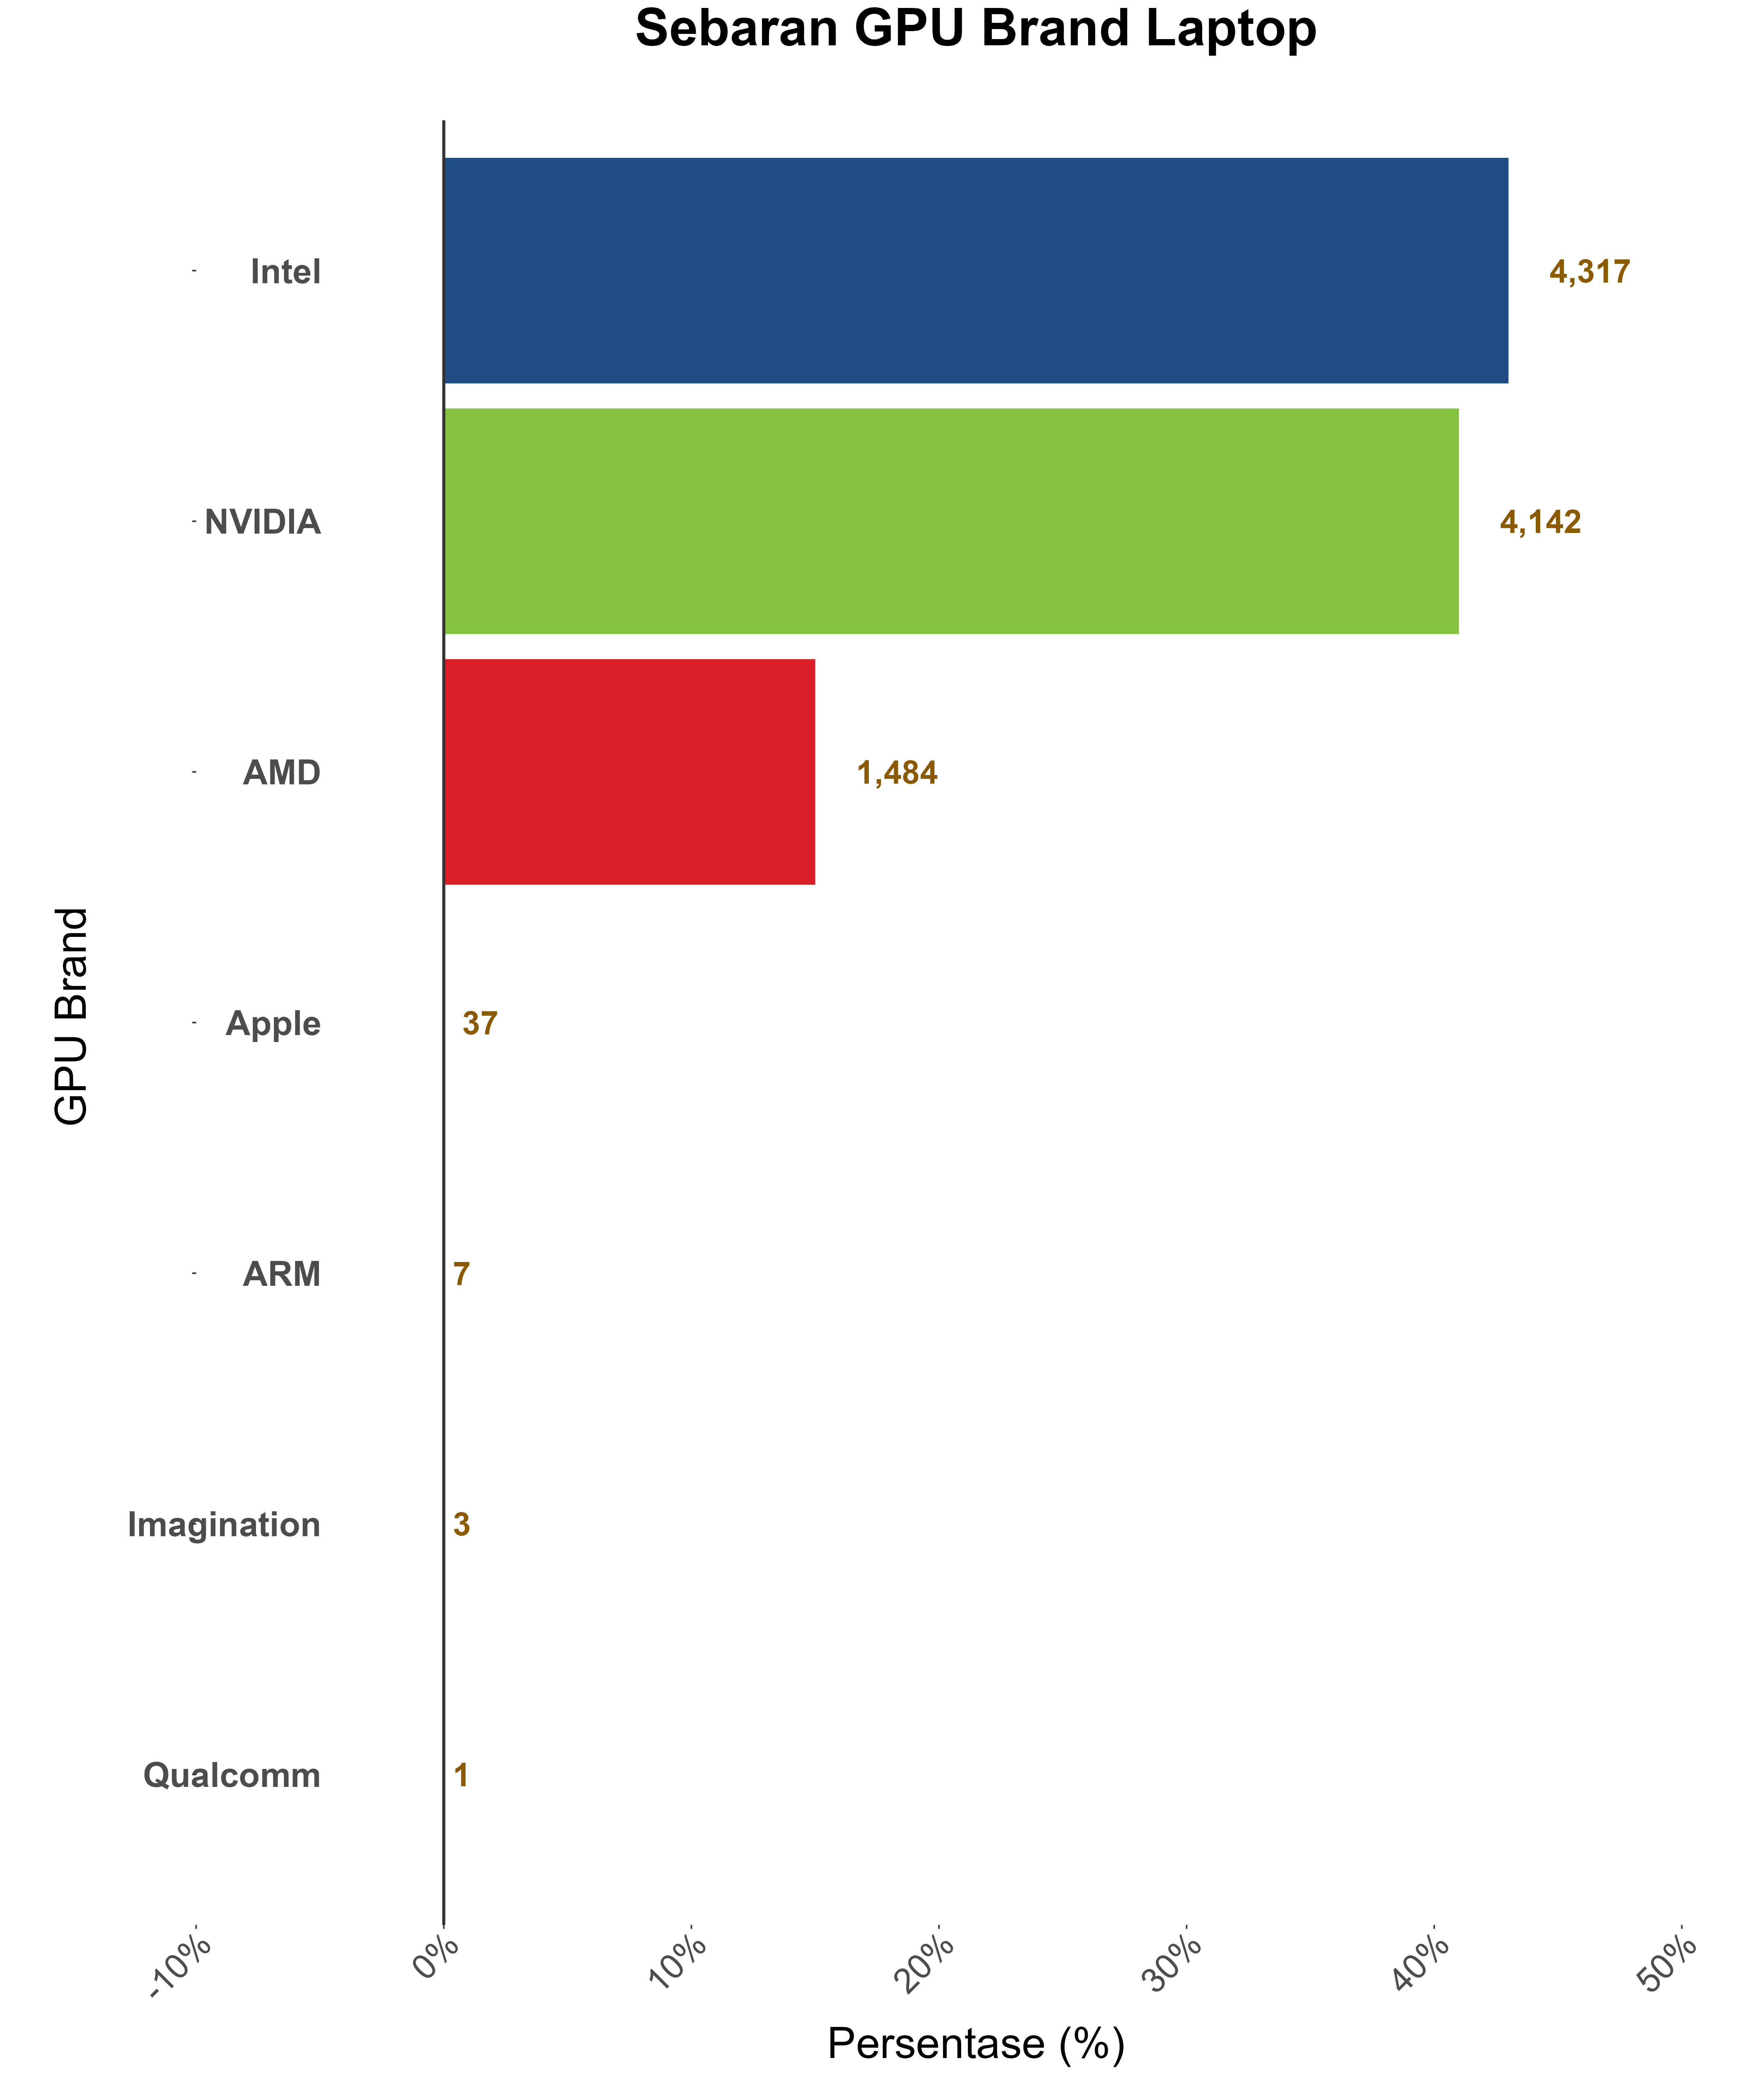 Sebaran GPU Brand Laptop
Intel 4,317
NVIDIA 4,142
AMD 1,484
GPU Brand
Apple 37
ARM 7
Imagination 3
Qualcomm 1
-10% 0% 10% 20% 30% 40% 50%
Persentase (%)